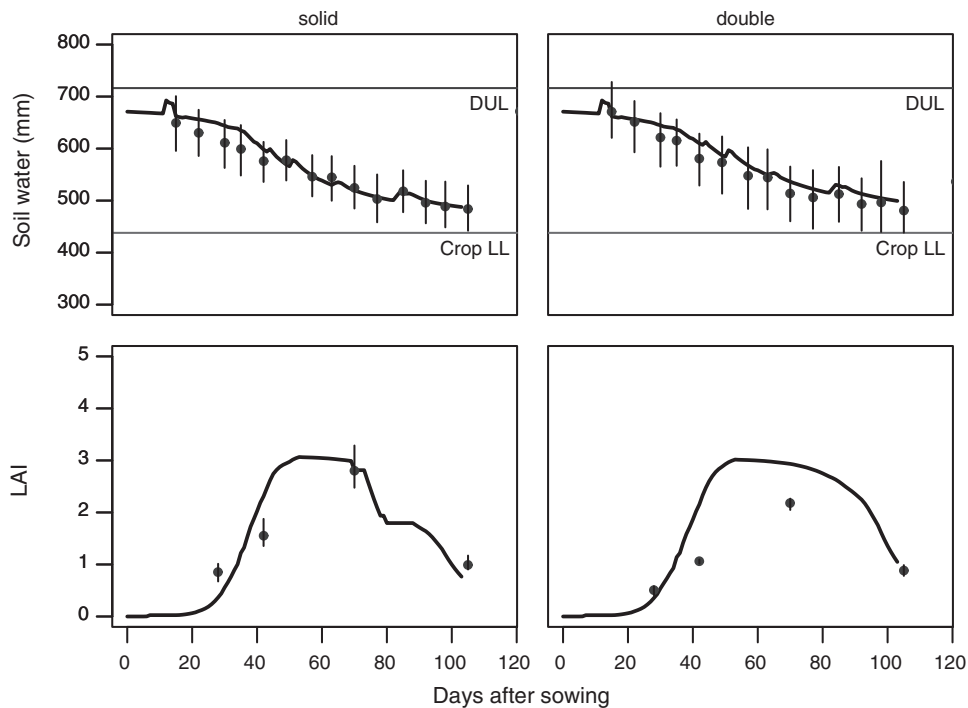 solid double
Soil water (mm)
800
700
600
500
400
300
DUL DUL
Crop LL Crop LL
LAI
5
4
3
2
1
0
0 20 40 60 80 100 120 0 20 40 60 80 100 120
Days after sowing